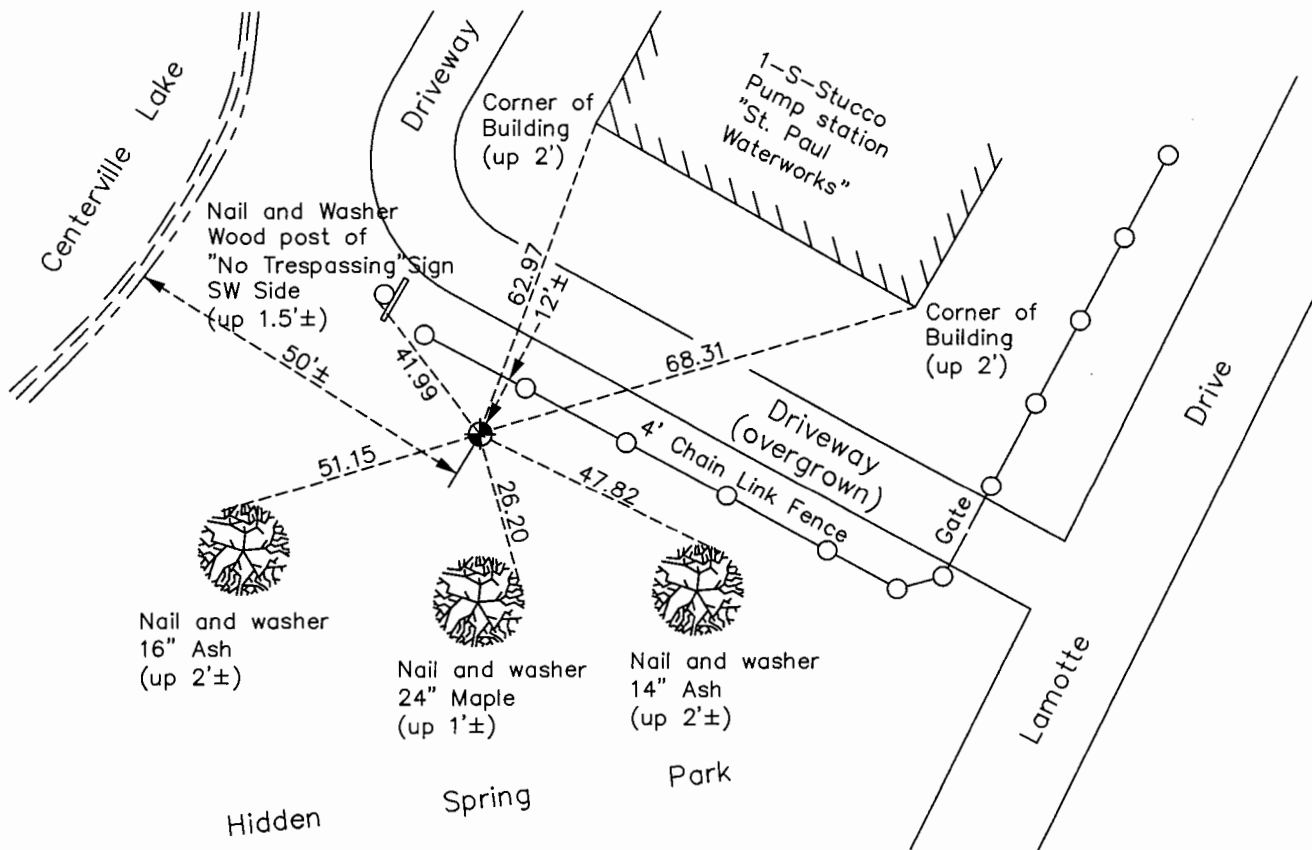 Centerville Lake
Driveway
Corner of
Building
(up 2')
1-S-Stucco
Pump station
"St. Paul
Waterworks"
Nail and Washer
Wood post of
"No Trespassing"Sign
SW Side
(up 1.5'±)
62.97
12'±
41.99
50'±
68.31
Corner of
Building
(up 2')
Drive
Driveway
(overgrown)
4' Chain Link Fence
Gate
51.15
26.20
47.82
Nail and washer
16" Ash
(up 2'±)
Nail and washer
24" Maple
(up 1'±)
Nail and washer
14" Ash
(up 2'±)
Lamotte
Hidden Spring Park